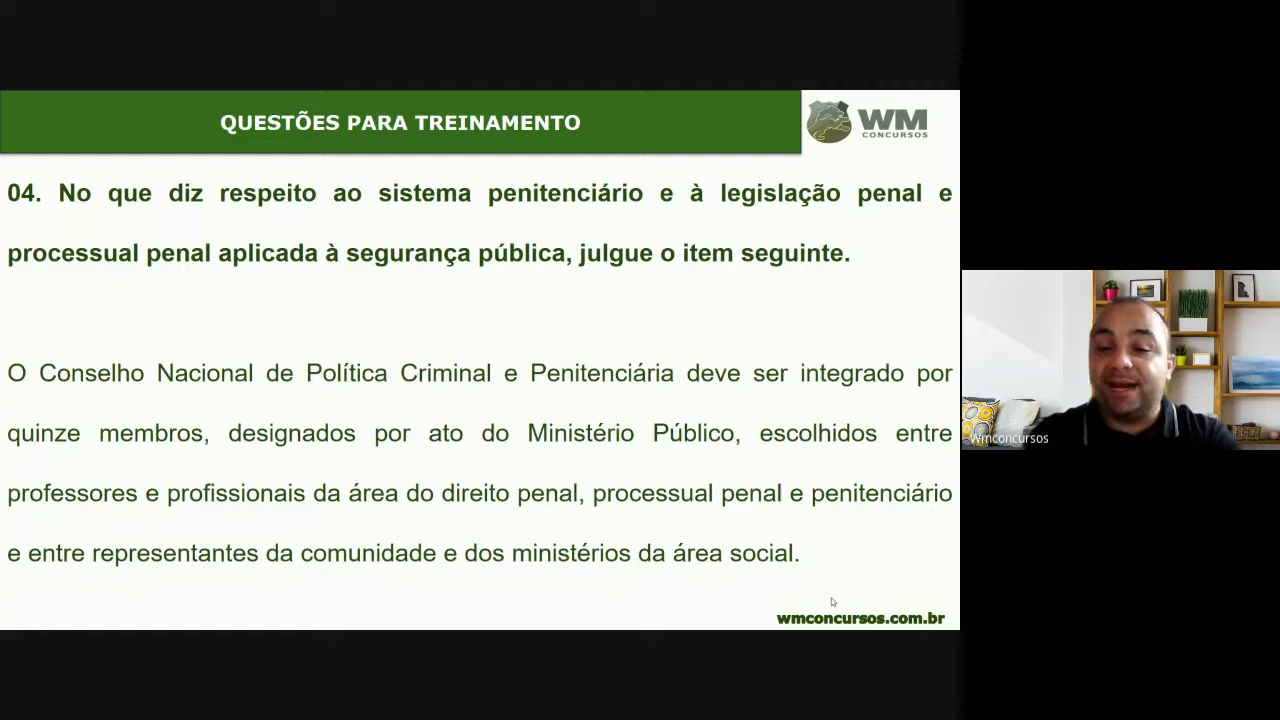 QUESTÕES PARA TREINAMENTO
WM
CONCURSOS
04. No que diz respeito ao sistema penitenciário e à legislação penal e
processual penal aplicada à segurança pública, julgue o item seguinte.
O Conselho Nacional de Política Criminal e Penitenciária deve ser integrado por
quinze membros, designados por ato do Ministério Público, escolhidos entre
professores e profissionais da área do direito penal, processual penal e penitenciário
e entre representantes da comunidade e dos ministérios da área social.
wmconcursos.com.br
Wmconcursos